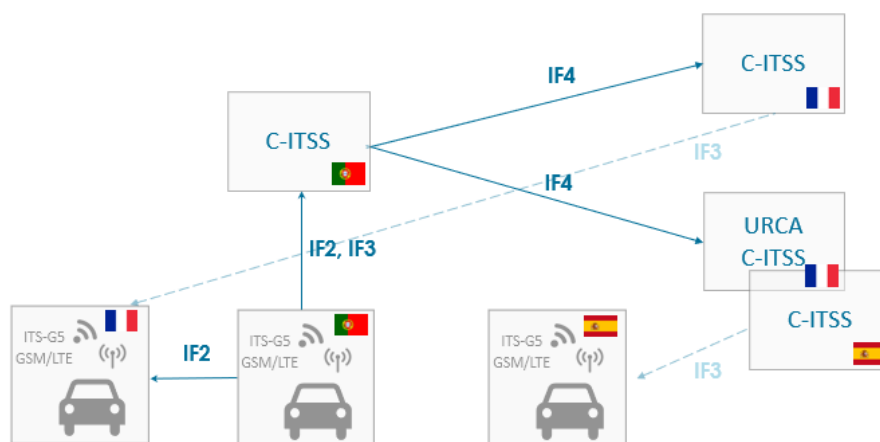 IF4
C-ITSS
C-ITSS
IF3
IF4
URCA
C-ITSS
IF2, IF3
C-ITSS
ITS-G5
GSM/LTE
IF2
ITS-G5
GSM/LTE
ITS-G5
GSM/LTE
IF3